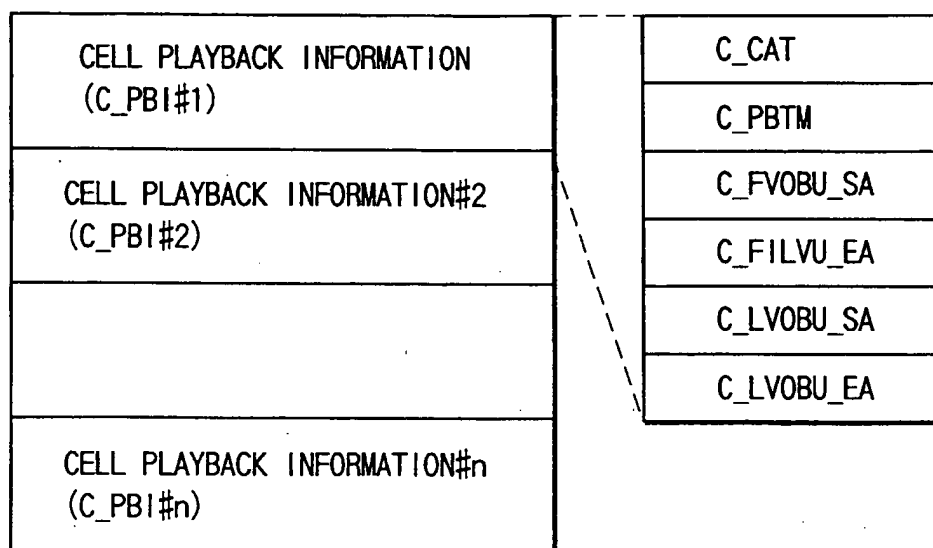 CELL PLAYBACK INFORMATION
(C_PBI#1)
CELL PLAYBACK INFORMATION#2
(C_PBI#2)
CELL PLAYBACK INFORMATION#n
(C_PBI#n)
C_CAT
C_PBTM
C_FVOBU_SA
C_FILVU_EA
C_LVOBU_SA
C_LVOBU_EA